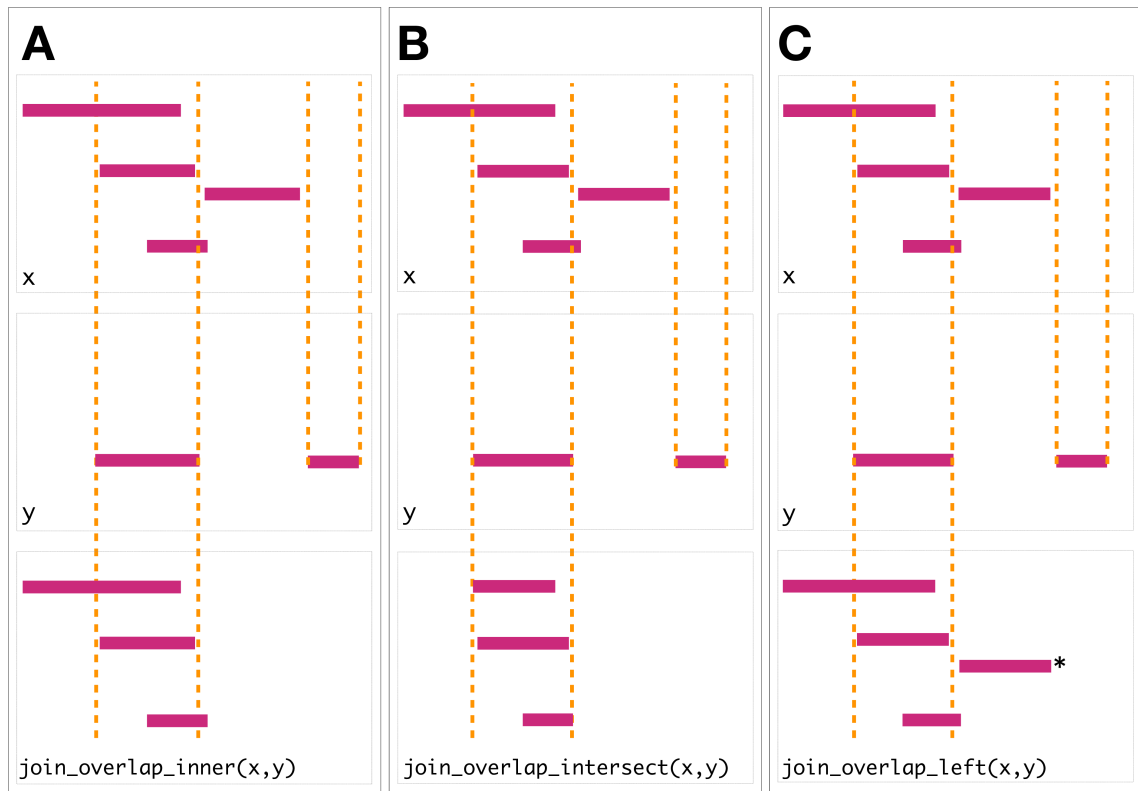 A
x
y
join_overlap_inner(x,y)
B
x
y
join_overlap_intersect(x,y)
C
x
y
*
join_overlap_left(x,y)